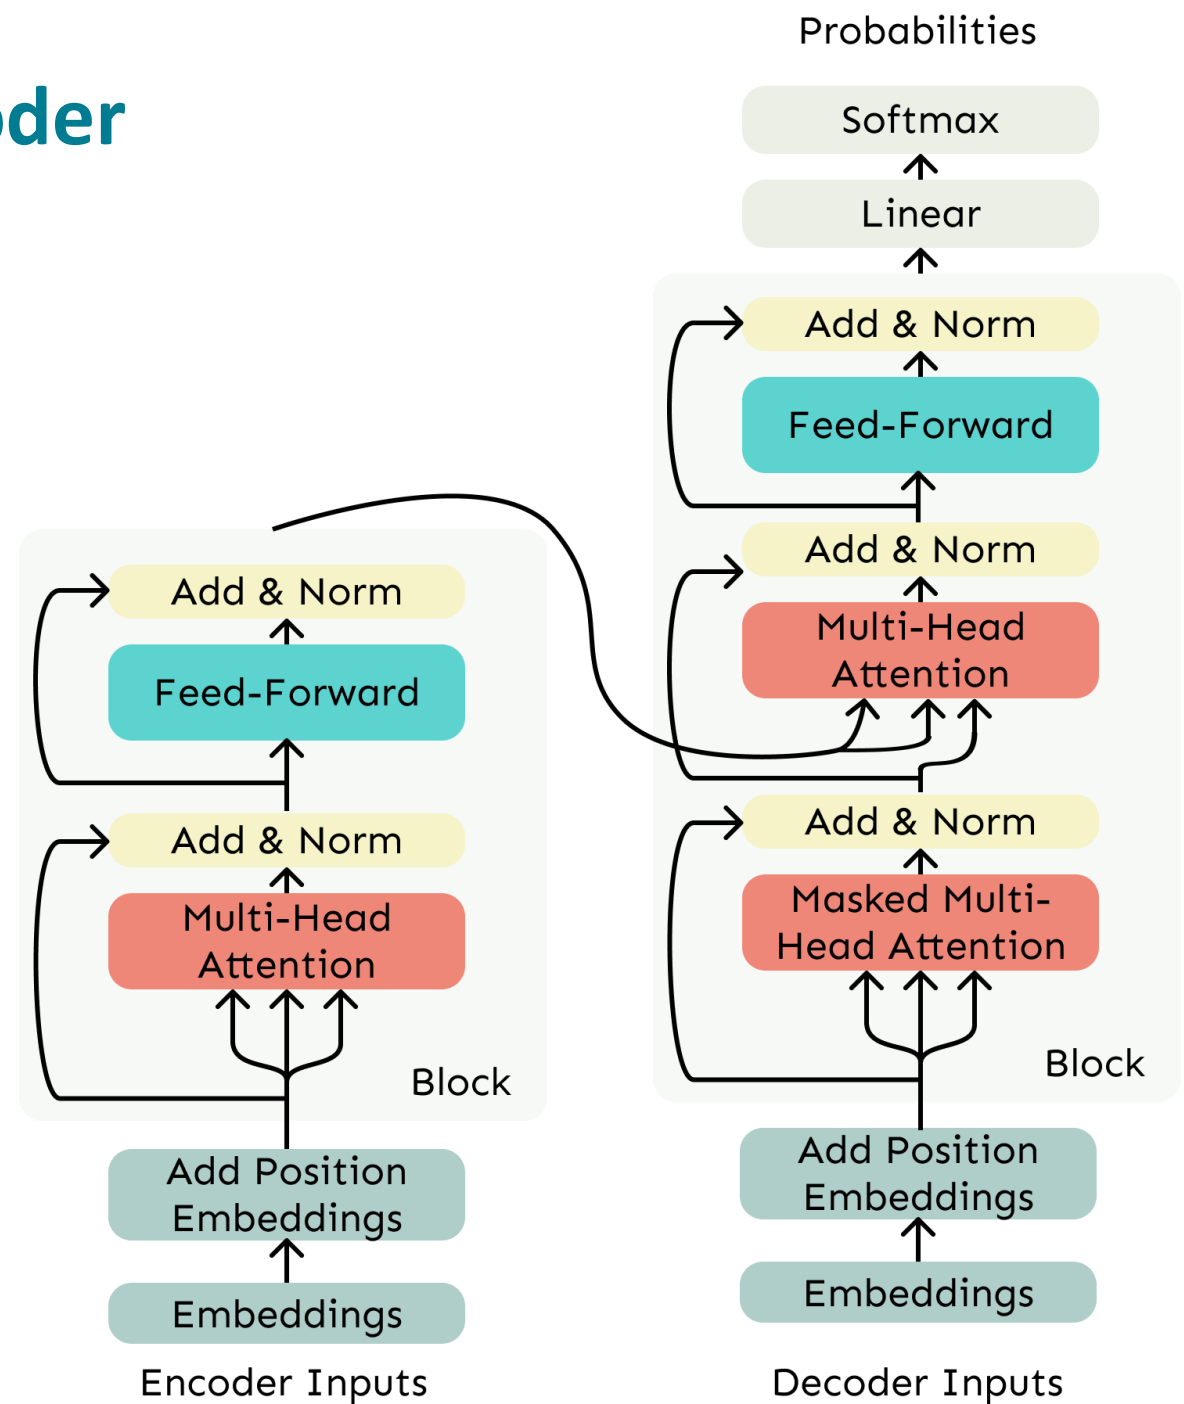 oder
Probabilities
Softmax
Linear
Add & Norm
Feed-Forward
Add & Norm
Multi-Head
Attention
Add & Norm
Masked Multi-
Head Attention
Block
Add Position
Embeddings
Embeddings
Decoder Inputs
Add & Norm
Feed-Forward
Add & Norm
Multi-Head
Attention
Block
Add Position
Embeddings
Embeddings
Encoder Inputs